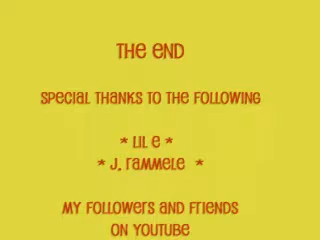 The End
Special Thanks to the following
* Lil E *
* J. Rammele *
My followers and friends
on youtube